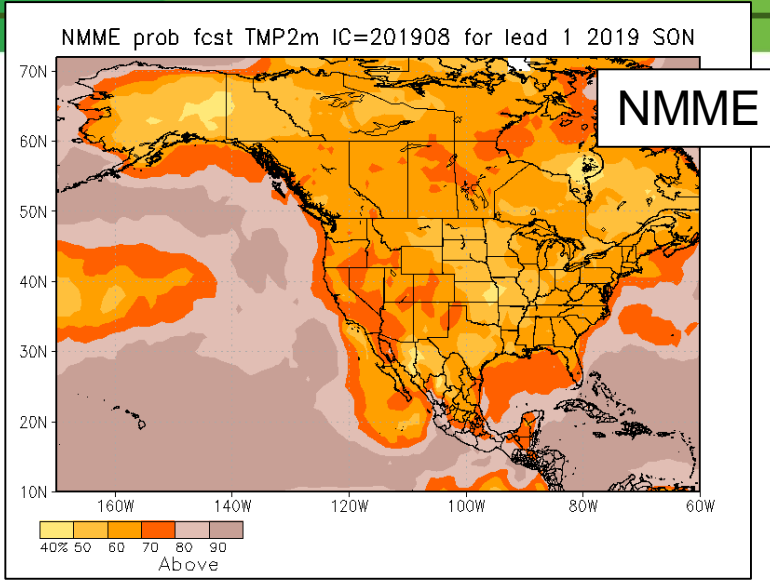 NMME prob fcst TMP2m IC=201908 for lead 1 2019 SON
NMME
70N
60N
50N
40N
30N
20N
10N
160W 140W 120W 100W 80W 60W
40% 50 60 70 80 90
Above